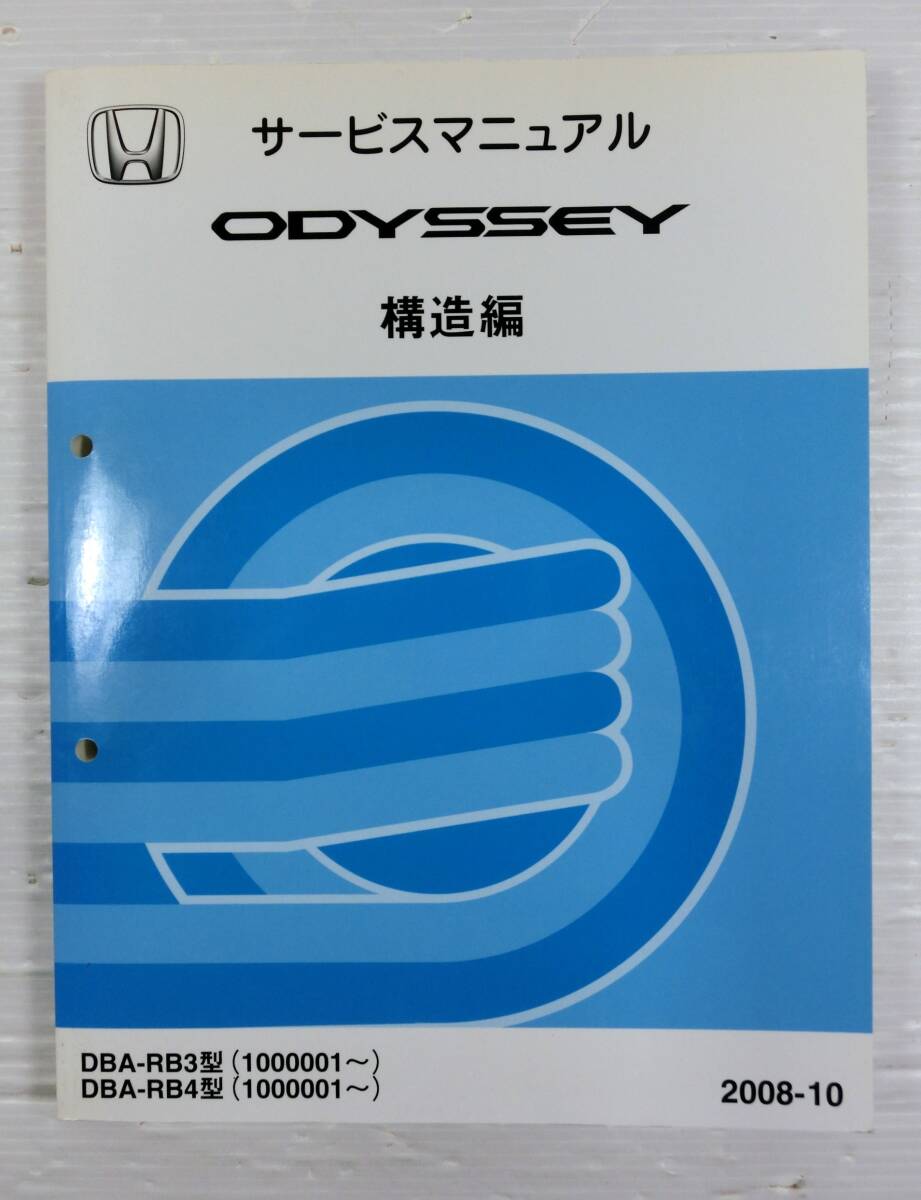 サービスマニュアル
ODYSSEY
構造編
DBA-RB3型(1000001〜)
DBA-RB4型(1000001〜)
2008-10